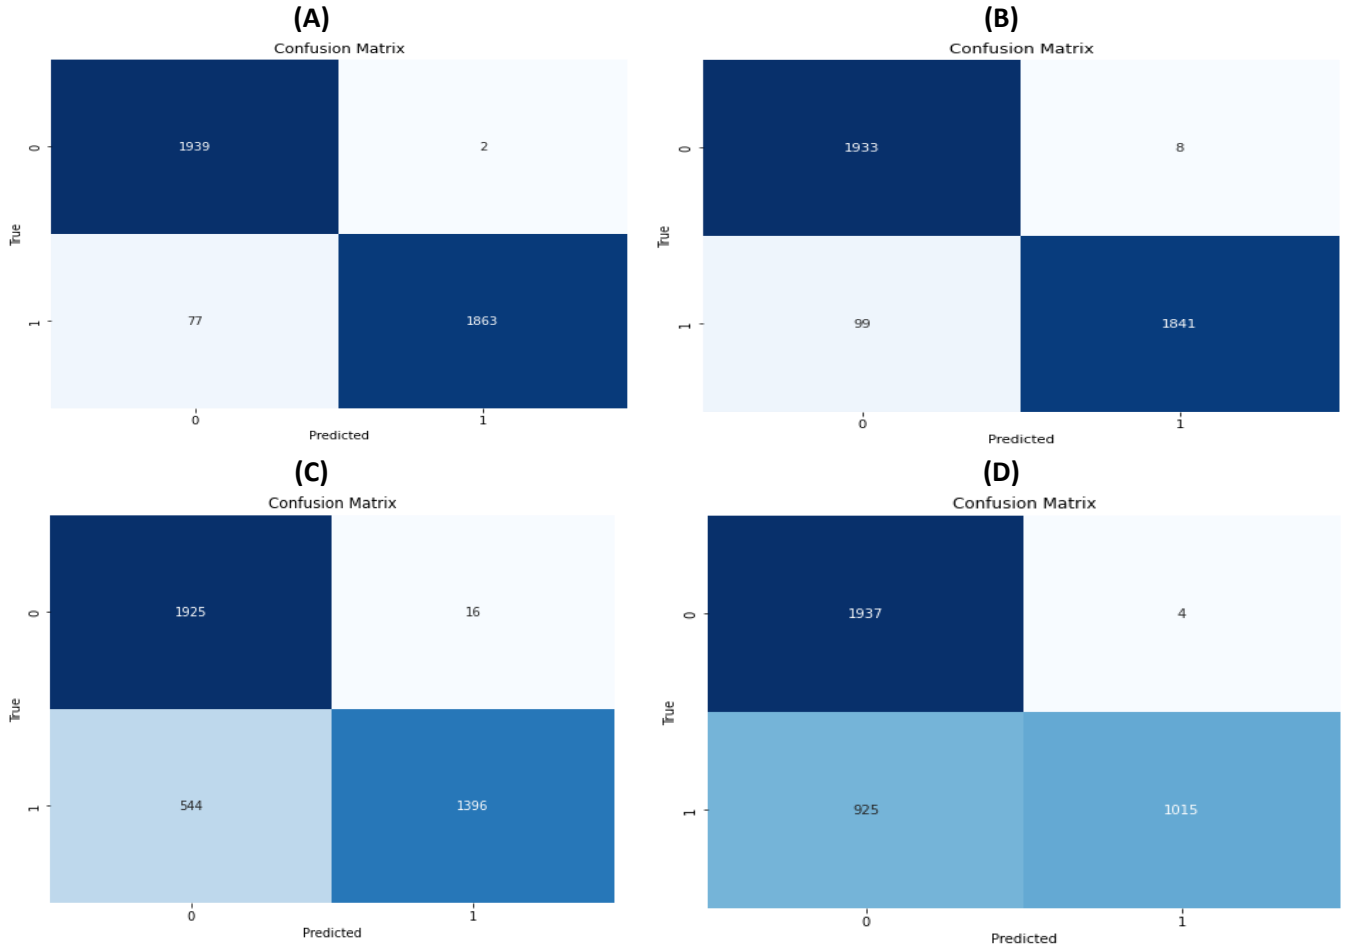 (A)
Confusion Matrix
0
1939
2
True
1
77
1863
0
1
Predicted
(B)
Confusion Matrix
0
1933
8
True
1
99
1841
0
1
Predicted
(C)
Confusion Matrix
0
1925
16
True
1
544
1396
0
1
Predicted
(D)
Confusion Matrix
0
1937
4
True
1
925
1015
0
1
Predicted